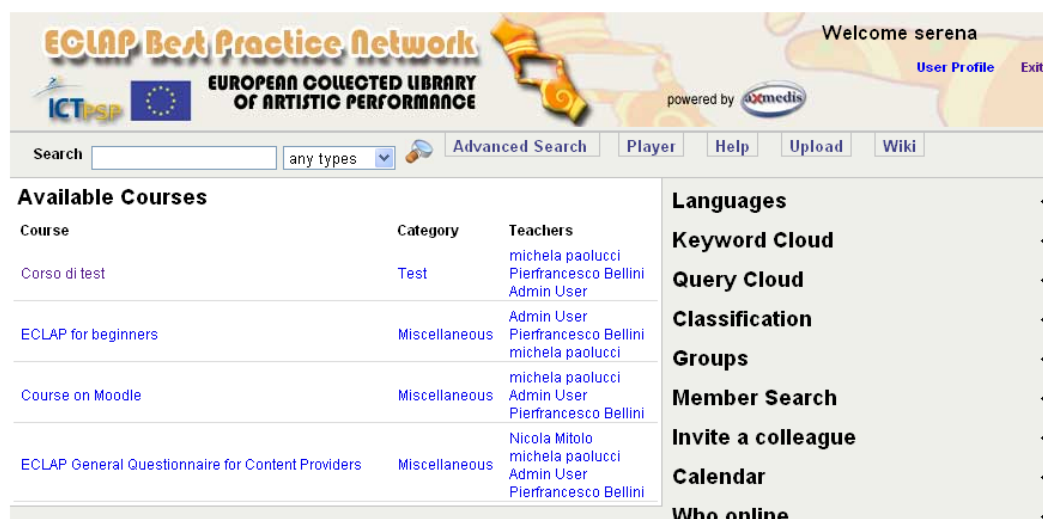 ECLAP Best Practice Network
EUROPEAN COLLECTED LIBRARY
OF ARTISTIC PERFORMANCE
ICTPSP
powered by axmedis
Welcome serena
User Profile Exit
Search any types Advanced Search Player Help Upload Wiki
Available Courses
Course Category Teachers
Corso di test Test michela paolucci
Pierfrancesco Bellini
Admin User
ECLAP for beginners Miscellaneous Admin User
Pierfrancesco Bellini
michela paolucci
Course on Moodle Miscellaneous michela paolucci
Admin User
Pierfrancesco Bellini
ECLAP General Questionnaire for Content Providers Miscellaneous Nicola Mitolo
michela paolucci
Admin User
Pierfrancesco Bellini
Languages
Keyword Cloud
Query Cloud
Classification
Groups
Member Search
Invite a colleague
Calendar
Who online